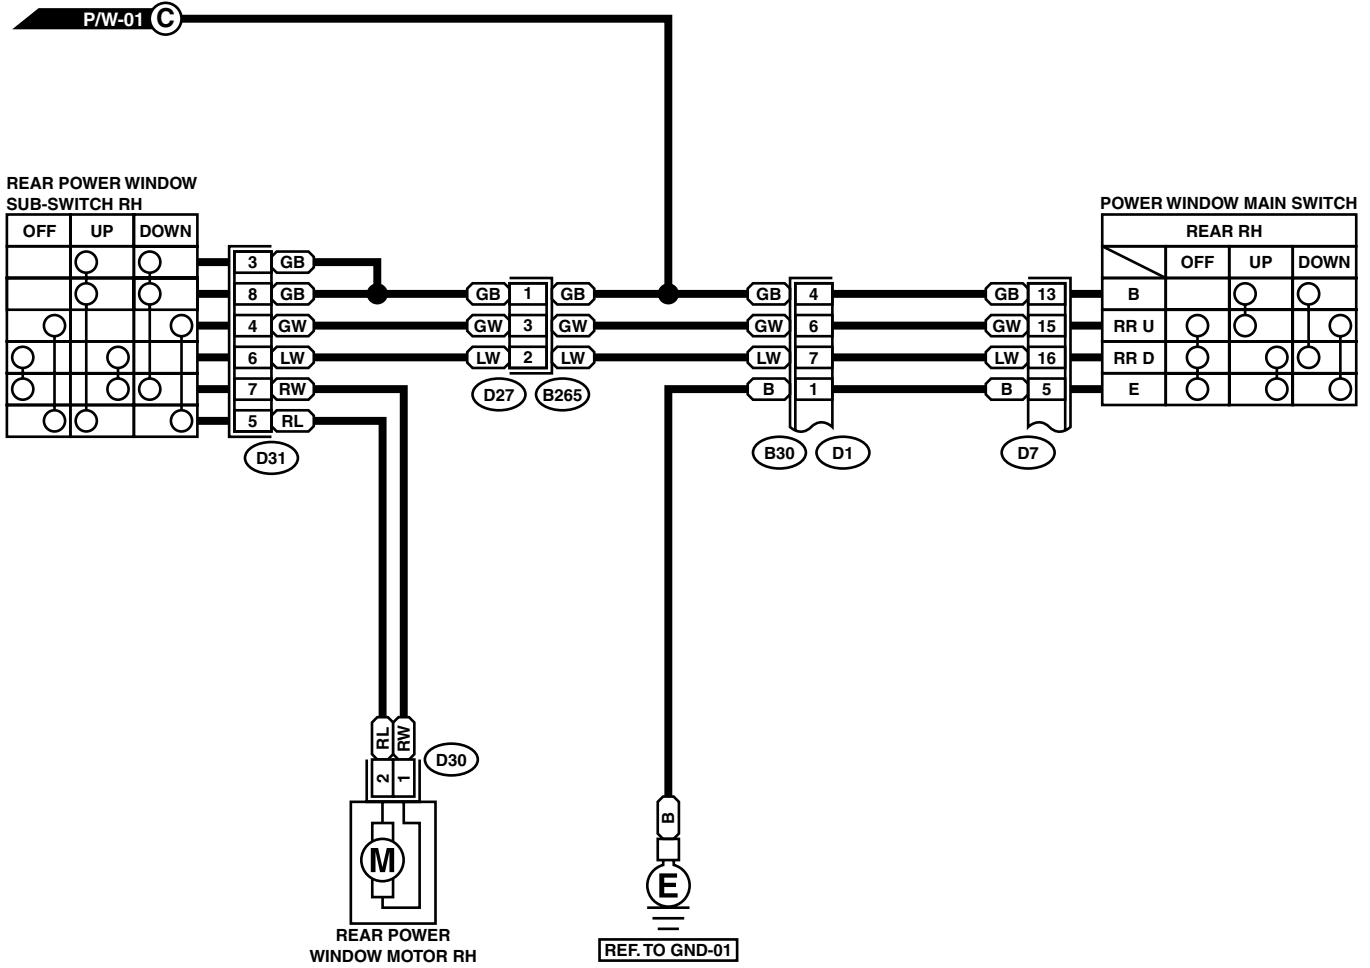 P/W-01 C
REAR POWER WINDOW
SUB-SWITCH RH
OFF UP DOWN
3 GB
8 GB
4 GW
6 LW
7 RW
5 RL
D31
GB 1 GB
GW 3 GW
LW 2 LW
D27 B265
GB 4
GW 6
LW 7
B 1
B30 D1
GB 13
GW 15
LW 16
B 5
D7
POWER WINDOW MAIN SWITCH
REAR RH
OFF UP DOWN
B
RR U
RR D
E
RL RW
2 1
D30
M
REAR POWER
WINDOW MOTOR RH
B
E
REF. TO GND-01